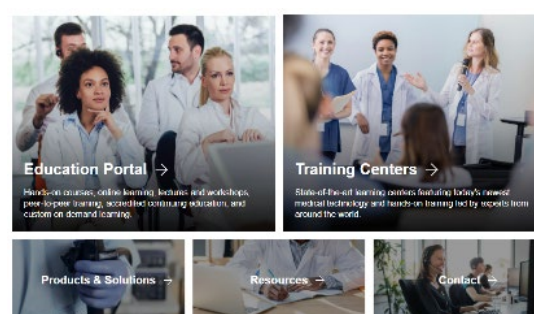 Education Portal →
Hands-on courses, online learning, lectures and workshops,
peer-to-peer training, accredited continuing education, and
custom on demand learning.
Training Centers →
State-of-the-art learning centers featuring today's newest
medical technology and hands-on training led by experts from
around the world.
Products & Solutions →
Resources →
Contact →